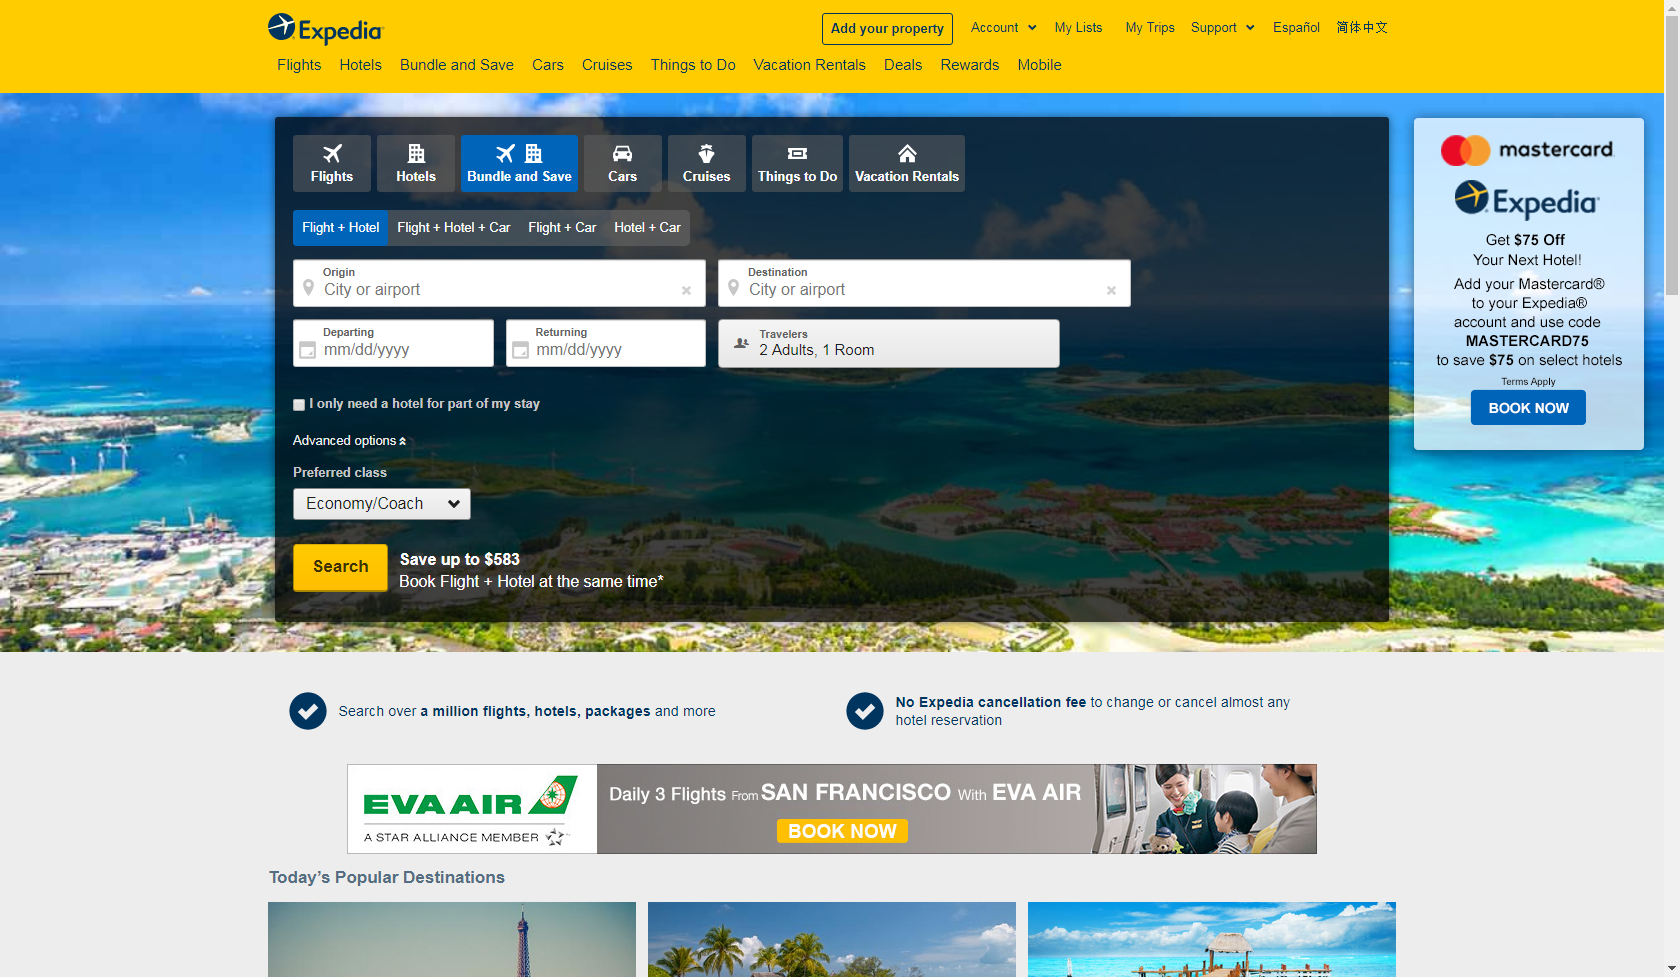 Expedia
Add your property
Account
My Lists
My Trips
Support
Español
简体中文
Flights
Hotels
Bundle and Save
Cars
Cruises
Things to Do
Vacation Rentals
Deals
Rewards
Mobile
Flights
Hotels
Bundle and Save
Cars
Cruises
Things to Do
Vacation Rentals
Flight + Hotel
Flight + Hotel + Car
Flight + Car
Hotel + Car
Origin
City or airport
Destination
City or airport
Departing
mm/dd/yyyy
Returning
mm/dd/yyyy
Travelers
2 Adults, 1 Room
I only need a hotel for part of my stay
Advanced options
Preferred class
Economy/Coach
Search
Save up to $583
Book Flight + Hotel at the same time*
mastercard
Expedia
Get $75 Off
Your Next Hotel!
Add your Mastercard®
to your Expedia®
account and use code
MASTERCARD75
to save $75 on select hotels
Terms Apply
BOOK NOW
Search over a million flights, hotels, packages and more
No Expedia cancellation fee to change or cancel almost any
hotel reservation
EVA AIR
A STAR ALLIANCE MEMBER
Daily 3 Flights From SAN FRANCISCO With EVA AIR
BOOK NOW
Today's Popular Destinations